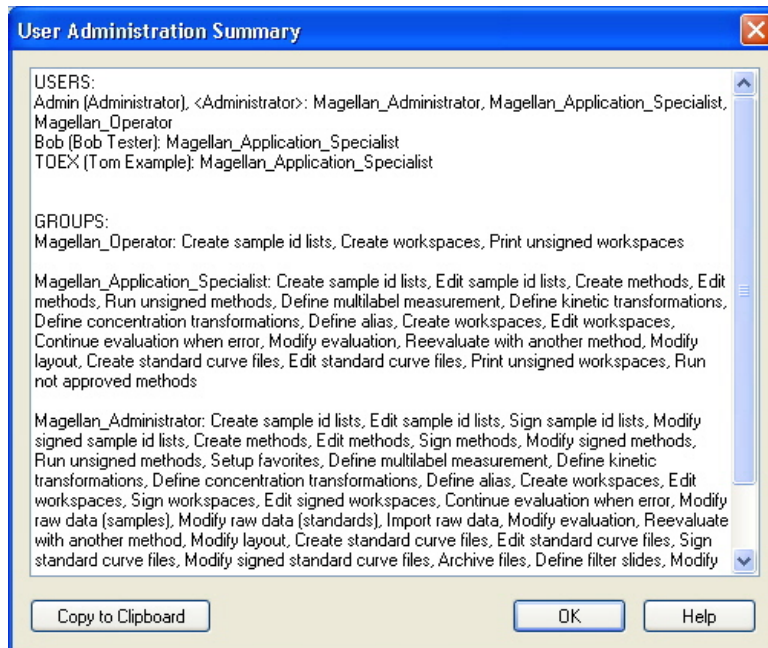 User Administration Summary
USERS:
Admin (Administrator), <Administrator>: Magellan_Administrator, Magellan_Application_Specialist,
Magellan_Operator
Bob (Bob Tester): Magellan_Application_Specialist
TOEX (Tom Example): Magellan_Application_Specialist
GROUPS:
Magellan_Operator: Create sample id lists, Create workspaces, Print unsigned workspaces
Magellan_Application_Specialist: Create sample id lists, Edit sample id lists, Create methods, Edit
methods, Run unsigned methods, Define multilabel measurement, Define kinetic transformations,
Define concentration transformations, Define alias, Create workspaces, Edit workspaces,
Continue evaluation when error, Modify evaluation, Reevaluate with another method, Modify
layout, Create standard curve files, Edit standard curve files, Print unsigned workspaces, Run
not approved methods
Magellan_Administrator: Create sample id lists, Edit sample id lists, Sign sample id lists, Modify
signed sample id lists, Create methods, Edit methods, Sign methods, Modify signed methods,
Run unsigned methods, Setup favorites, Define multilabel measurement, Define kinetic
transformations, Define concentration transformations, Define alias, Create workspaces, Edit
workspaces, Sign workspaces, Edit signed workspaces, Continue evaluation when error, Modify
raw data (samples), Modify raw data (standards), Import raw data, Modify evaluation, Reevaluate
with another method, Modify layout, Create standard curve files, Edit standard curve files, Sign
standard curve files, Modify signed standard curve files, Archive files, Define filter slides, Modify
Copy to Clipboard
OK
Help